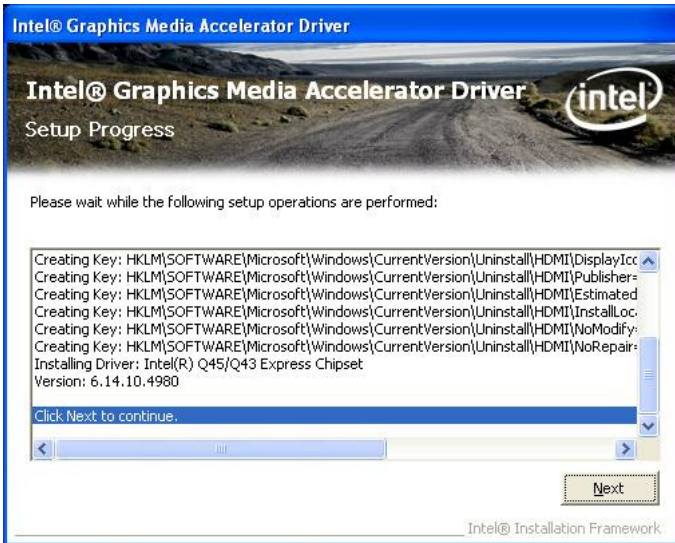 Intel® Graphics Media Accelerator Driver
Intel® Graphics Media Accelerator Driver
intel
Setup Progress
Please wait while the following setup operations are performed:
Creating Key: HKLM\SOFTWARE\Microsoft\Windows\CurrentVersion\Uninstall\HDMI\DisplayIcc
Creating Key: HKLM\SOFTWARE\Microsoft\Windows\CurrentVersion\Uninstall\HDMI\Publisher=
Creating Key: HKLM\SOFTWARE\Microsoft\Windows\CurrentVersion\Uninstall\HDMI\Estimated
Creating Key: HKLM\SOFTWARE\Microsoft\Windows\CurrentVersion\Uninstall\HDMI\InstallLoc
Creating Key: HKLM\SOFTWARE\Microsoft\Windows\CurrentVersion\Uninstall\HDMI\NoModify=
Creating Key: HKLM\SOFTWARE\Microsoft\Windows\CurrentVersion\Uninstall\HDMI\NoRepair=
Installing Driver: Intel(R) Q45/Q43 Express Chipset
Version: 6.14.10.4980
Click Next to continue.
Next
Intel® Installation Framework